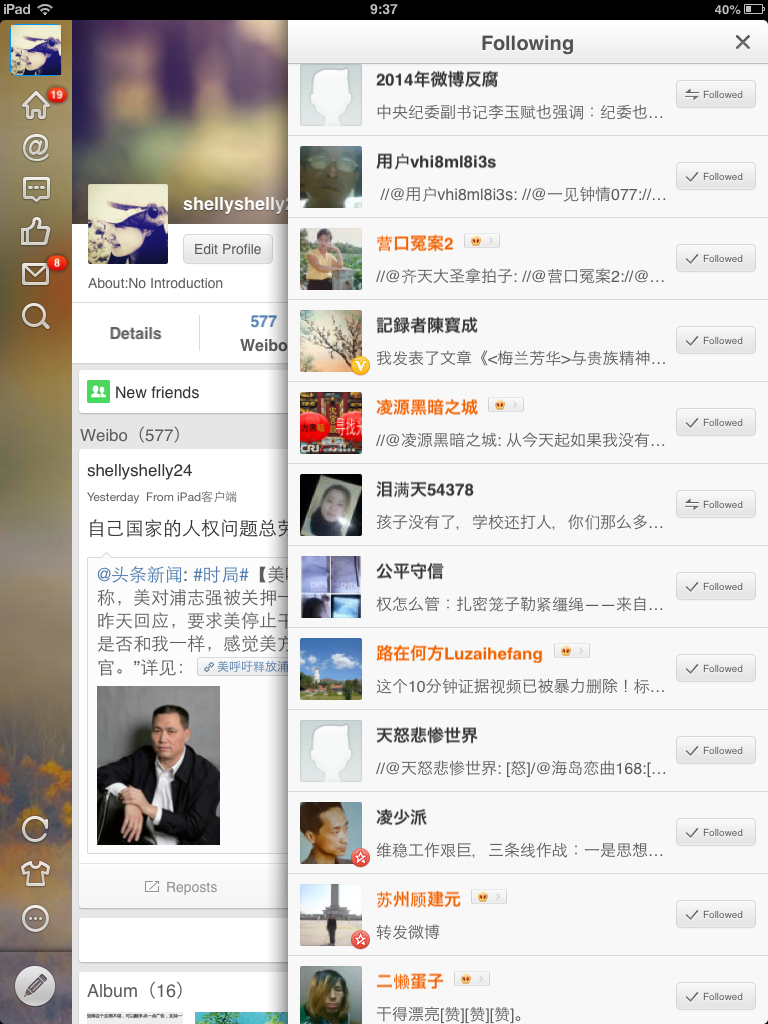 iPad
9:37
40%
19
8
shellyshelly2
Edit Profile
About:No Introduction
Details
577
Weibo
New friends
Weibo（577）
shellyshelly24
Yesterday From iPad客户端
自己国家的人权问题总
@头条新闻: #时局#【美
称，美对浦志强被关押一
昨天回应，要求美停止干
是否和我一样，感觉美方
官。”详见：美呼吁释放浦
Reposts
Album（16）
Following
2014年微博反腐
中央纪委副书记李玉赋也强调：纪委也…
Followed
用户vhi8ml8i3s
//@用户vhi8ml8i3s: //@一见钟情077://…
Followed
营口冤案2
//@齐天大圣拿拍子: //@营口冤案2://@…
Followed
記録者陳寳成
我发表了文章《<梅兰芳华>与贵族精神…
Followed
凌源黑暗之城
//@凌源黑暗之城: 从今天起如果我没有…
Followed
寻找光
CRJ
泪满天54378
孩子没有了，学校还打人，你们那么多…
Followed
公平守信
权怎么管：扎密笼子勒紧缰绳——来自…
Followed
路在何方Luzaihefang
这个10分钟证据视频已被暴力删除！标…
Followed
天怒悲惨世界
//@天怒悲惨世界: [怒]/@海岛恋曲168:[…
Followed
凌少派
维稳工作艰巨，三条线作战：一是思想…
Followed
苏州顾建元
转发微博
Followed
二懒蛋子
干得漂亮[赞][赞][赞]。
Followed